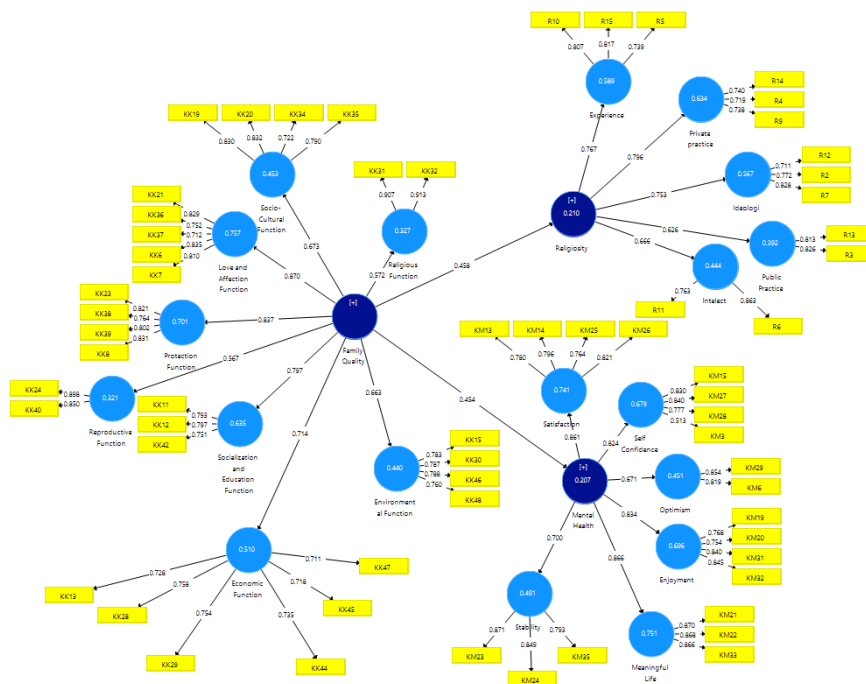 R10
R15
R5
0.807
0.817
0.739
0.589
Experience
R14
R4
R9
0.740
0.719
0.738
0.634
Private
practice
R12
R2
R7
0.711
0.772
0.828
0.567
Ideologi
R13
R3
0.813
0.826
0.392
Public
Practice
0.444
Intelect
R11
0.763
0.863
R6
0.767
0.796
0.753
0.626
0.666
[+]
0.210
Religiosity
KK19
KK20
KK34
KK35
0.830
0.832
0.722
0.790
0.453
Socio-
Cultural
Function
KK31
KK32
0.907
0.913
0.327
Religious Function
KK21
KK36
KK37
KK6
KK7
0.829
0.752
0.712
0.835
0.810
0.757
Love and
Affection
Function
KK23
KK38
KK39
KK8
0.821
0.764
0.802
0.831
0.701
Protection
Function
KK24
KK40
0.898
0.850
0.321
Reproductive
Function
KK11
KK12
KK42
0.793
0.797
0.751
0.635
Socialization
and
Education
Function
KK15
KK30
KK46
KK48
0.783
0.787
0.788
0.760
0.440
Environment
al Function
0.673
0.572
0.870
0.837
0.567
0.797
0.663
0.714
0.458
0.454
[+]
Family
Quality
0.510
Economic
Function
KK13
KK28
KK29
KK44
KK45
KK47
0.728
0.758
0.754
0.735
0.718
0.711
KM13
KM14
KM25
KM26
0.780
0.796
0.764
0.821
0.741
Satisfaction
KM15
KM27
KM28
KM3
0.830
0.840
0.777
0.513
0.679
Self
Confidence
KM29
KM6
0.854
0.819
0.451
Optimism
KM19
KM20
KM31
KM32
0.768
0.754
0.840
0.845
0.696
Enjoyment
KM21
KM22
KM33
0.870
0.868
0.866
0.751
Meaningful
Life
0.491
Stability
KM23
KM24
KM35
0.871
0.849
0.793
0.861
0.824
0.671
0.834
0.866
0.700
[+]
0.207
Mental
Health